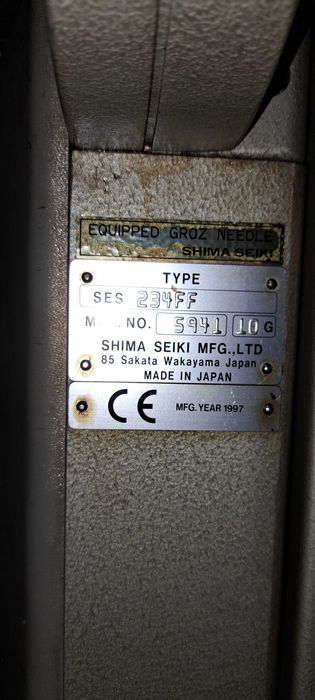 EQUIPPED GROZ NEEDLE
SHIMA SEIKI
TYPE
SES 234FF
NO. 5941 10 G
SHIMA SEIKI MFG.,LTD
85 Sakata Wakayama Japan
MADE IN JAPAN
CE MFG. YEAR 1997